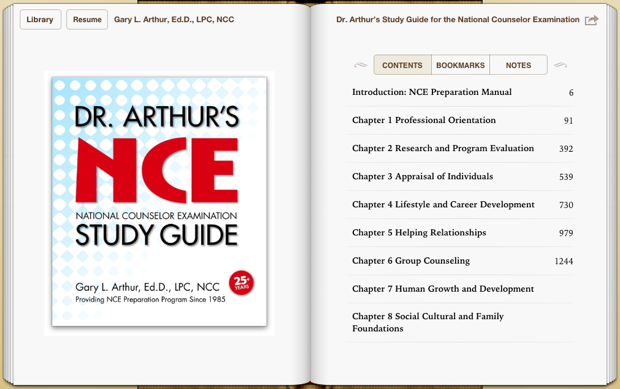 Library
Resume
Gary L. Arthur, Ed.D., LPC, NCC
DR. ARTHUR'S
NCE
NATIONAL COUNSELOR EXAMINATION
STUDY GUIDE
25+
YEARS
Gary L. Arthur, Ed.D., LPC, NCC
Providing NCE Preparation Program Since 1985
Dr. Arthur's Study Guide for the National Counselor Examination
CONTENTS
BOOKMARKS
NOTES
Introduction: NCE Preparation Manual 6
Chapter 1 Professional Orientation 91
Chapter 2 Research and Program Evaluation 392
Chapter 3 Appraisal of Individuals 539
Chapter 4 Lifestyle and Career Development 730
Chapter 5 Helping Relationships 979
Chapter 6 Group Counseling 1244
Chapter 7 Human Growth and Development
Chapter 8 Social Cultural and Family
Foundations